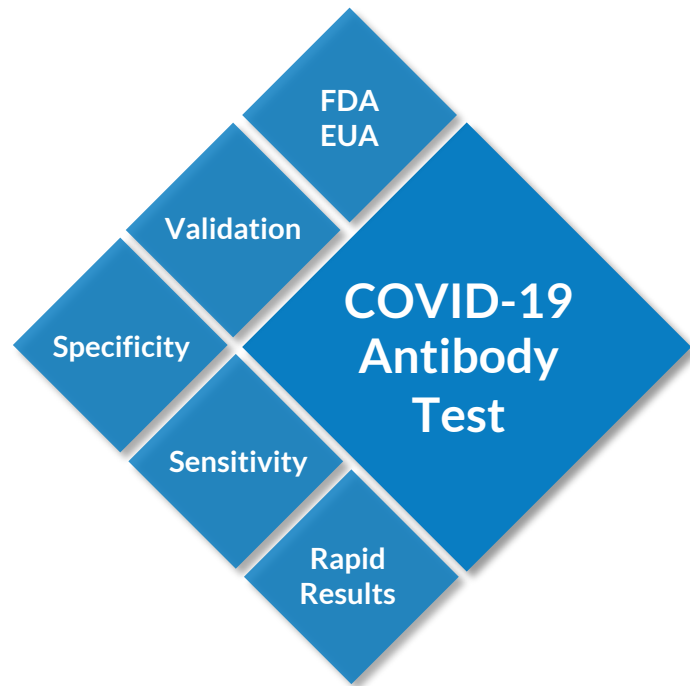 FDA
EUA
Validation
Specificity
Sensitivity
Rapid
Results
COVID-19
Antibody
Test